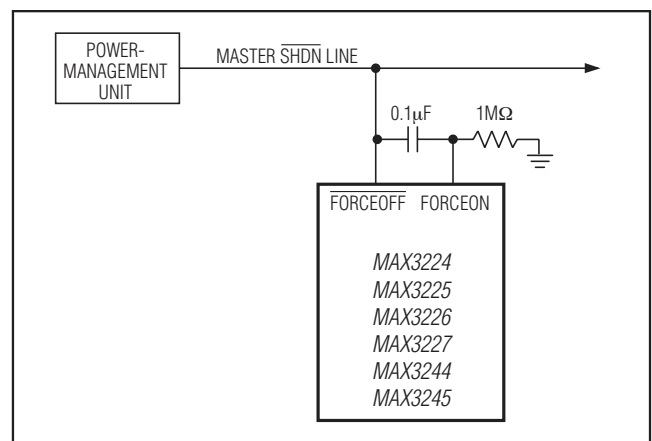 POWER-
MANAGEMENT
UNIT
MASTER SHDN LINE
0.1μF
1MΩ
FORCEOFF FORCEON
MAX3224
MAX3225
MAX3226
MAX3227
MAX3244
MAX3245